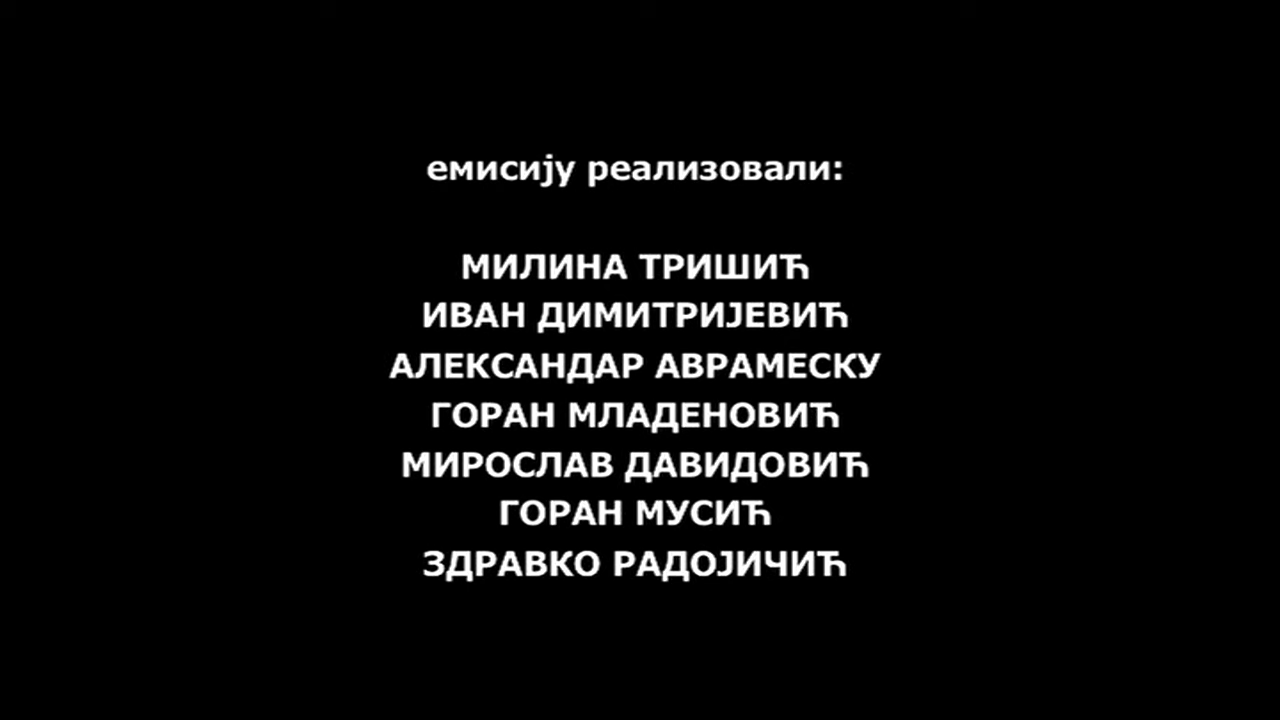 емисију реализовали:
МИЛИНА ТРИШИЋ
ИВАН ДИМИТРИЈЕВИЋ
АЛЕКСАНДАР АВРАМЕСКУ
ГОРАН МЛАДЕНОВИЋ
МИРОСЛАВ ДАВИДОВИЋ
ГОРАН МУСИЋ
ЗДРАВКО РАДОЈИЧИЋ